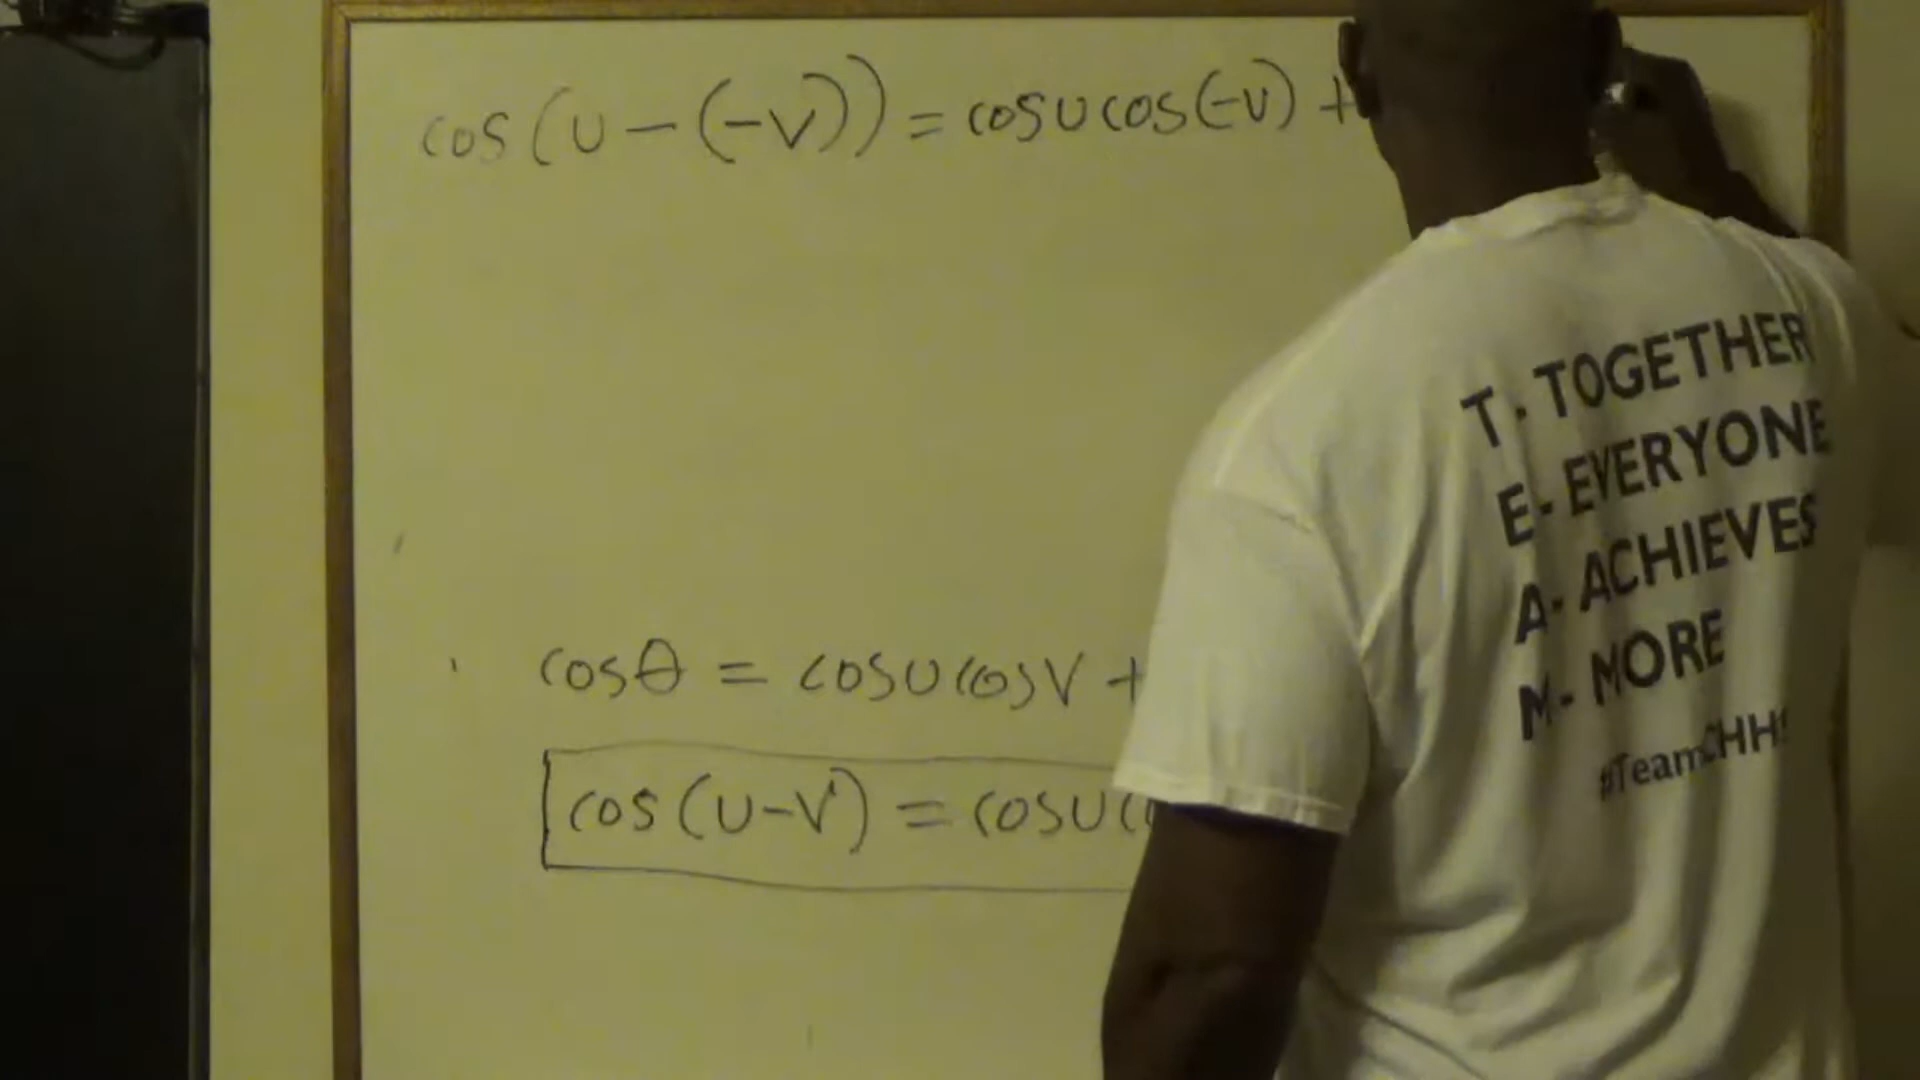 cos(u-(-v)) = cosucos(-v) +
cosθ = cosucosv +
cos(u-v) = cosu
T. TOGETHER
E- EVERYONE
A- ACHIEVES
M- MORE